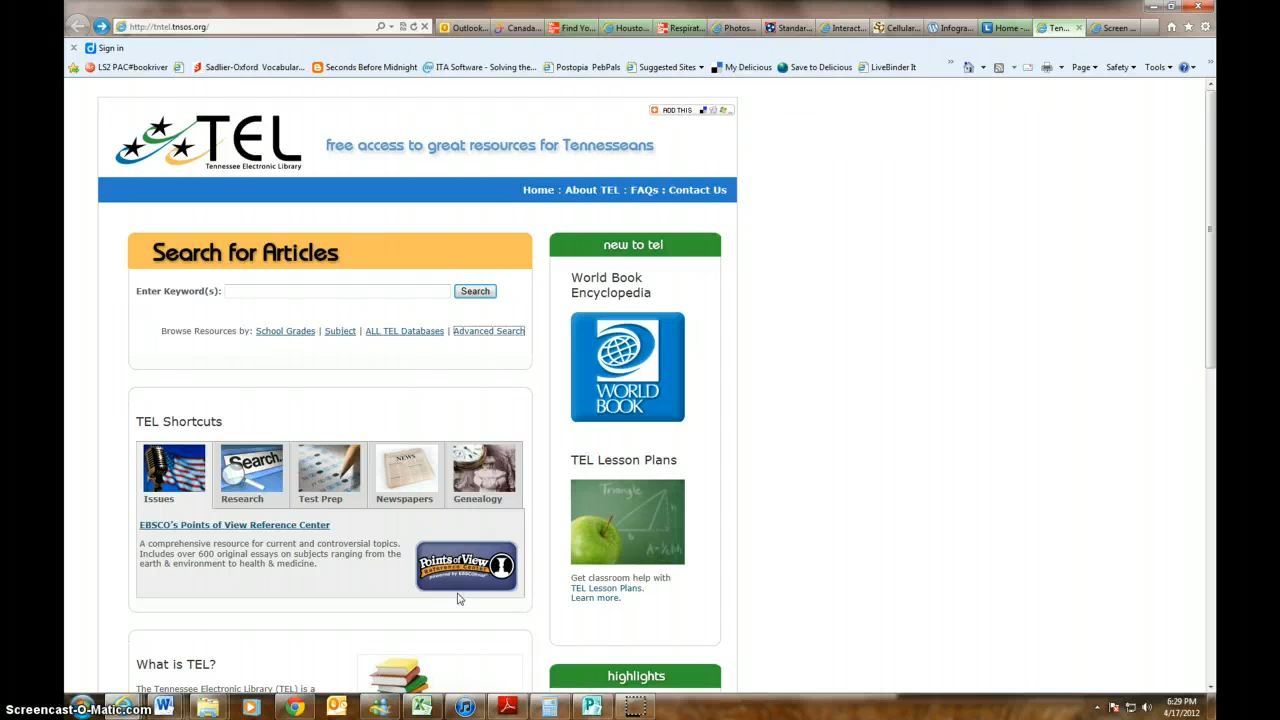 http://tntel.tnsos.org/
Outlook...
Canada...
Find Yo...
Housto...
Respirat...
Photos...
Standar...
Interact...
Cellular...
Infogra...
Home -...
Ten...
Screen ...
Sign in
LS2 PAC#bookriver
Sadlier-Oxford Vocabular...
Seconds Before Midnight
ITA Software - Solving the...
Postopia PebPals
Suggested Sites
My Delicious
Save to Delicious
LiveBinder It
Page
Safety
Tools
ADD THIS
TEL
Tennessee Electronic Library
free access to great resources for Tennesseans
Home : About TEL : FAQs : Contact Us
Search for Articles
Enter Keyword(s):
Search
Browse Resources by: School Grades | Subject | ALL TEL Databases | Advanced Search
TEL Shortcuts
Search
NEWS
Issues
Research
Test Prep
Newspapers
Genealogy
EBSCO's Points of View Reference Center
A comprehensive resource for current and controversial topics.
Includes over 600 original essays on subjects ranging from the
earth & environment to health & medicine.
Points of View
Reference Center
What is TEL?
The Tennessee Electronic Library (TEL) is a
new to tel
World Book
Encyclopedia
WORLD
BOOK
TEL Lesson Plans
Triangle
Get classroom help with
TEL Lesson Plans.
Learn more.
highlights
Screencast-O-Matic.com
6:29 PM
4/17/2012